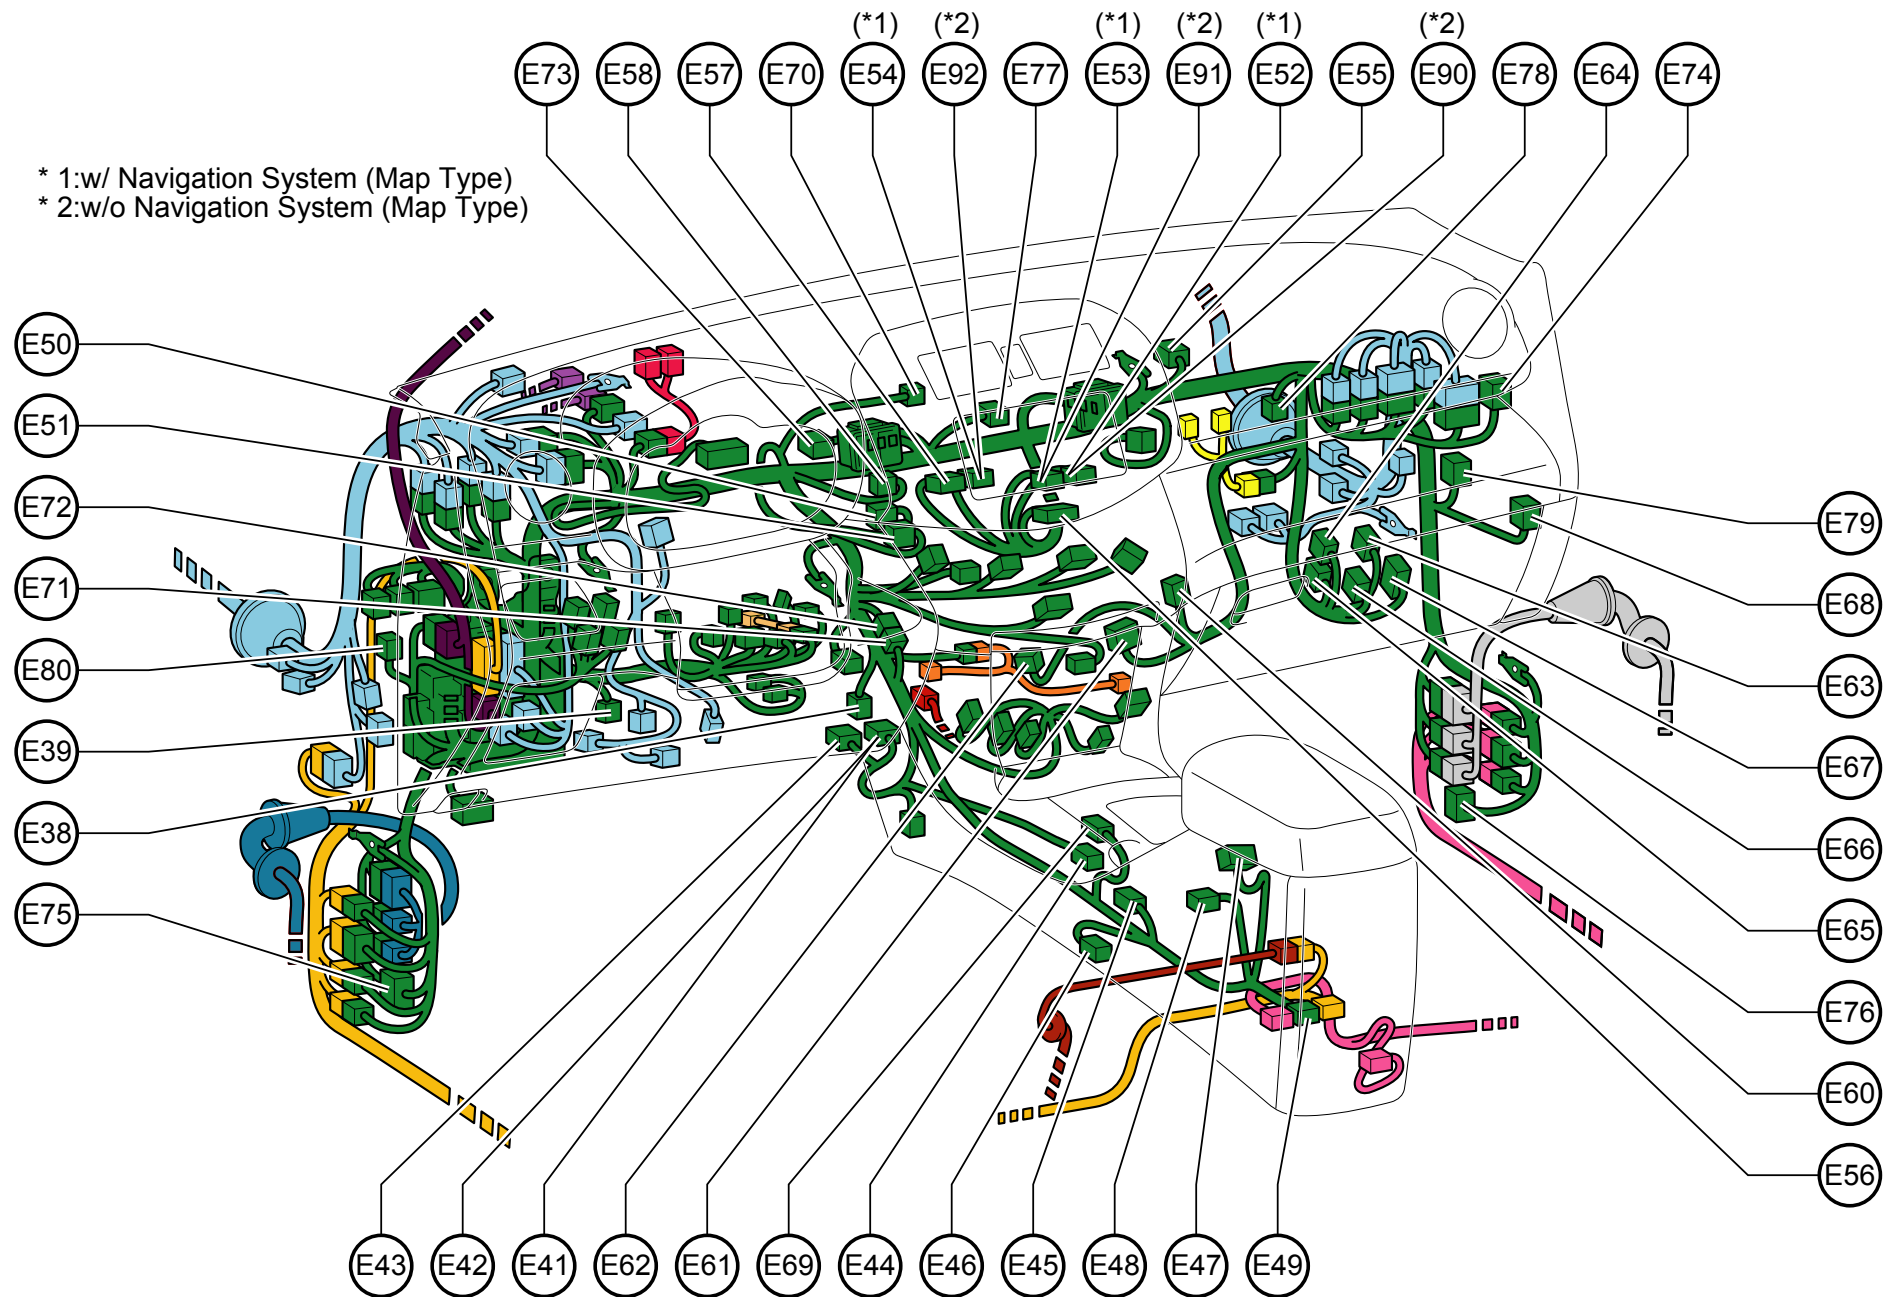 (*1) (*2) (*1) (*2) (*1) (*2)
E73 E58 E57 E70 E54 E92 E77 E53 E91 E52 E55 E90 E78 E64 E74
* 1:w/ Navigation System (Map Type)
* 2:w/o Navigation System (Map Type)
E50
E51
E72
E71
E80
E39
E38
E75
E79
E68
E63
E67
E66
E65
E76
E60
E56
E43 E42 E41 E62 E61 E69 E44 E46 E45 E48 E47 E49